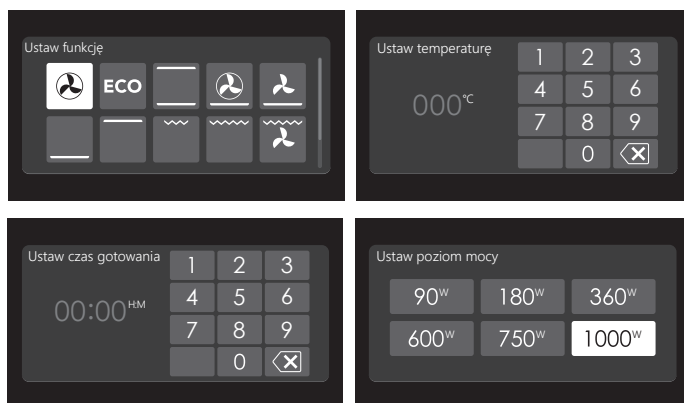 Ustaw funkcję
ECO
Ustaw temperaturę
000°C
1 2 3
4 5 6
7 8 9
0
Ustaw czas gotowania
00:00 H:M
1 2 3
4 5 6
7 8 9
0
Ustaw poziom mocy
90W 180W 360W
600W 750W 1000W